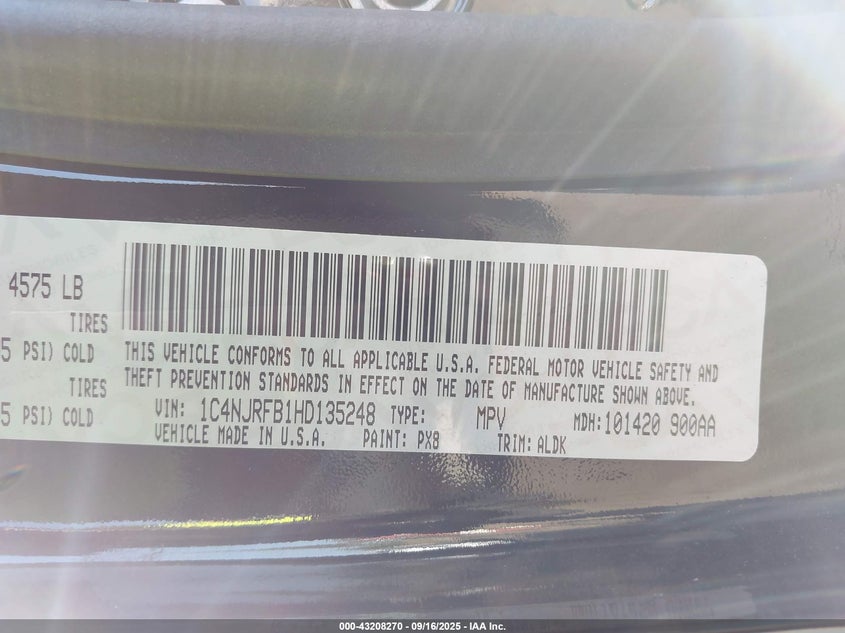 4575 LB
TIRES
5 PSI) COLD
TIRES
5 PSI) COLD
THIS VEHICLE CONFORMS TO ALL APPLICABLE U.S.A. FEDERAL MOTOR VEHICLE SAFETY AND
THEFT PREVENTION STANDARDS IN EFFECT ON THE DATE OF MANUFACTURE SHOWN ABOVE.
VIN: 1C4NJRFB1HD135248 TYPE: MPV MDH: 101420 900AA
VEHICLE MADE IN U.S.A. PAINT: PX8 TRIM: ALDK
000-43208270 - 09/16/2025 - IAA Inc.